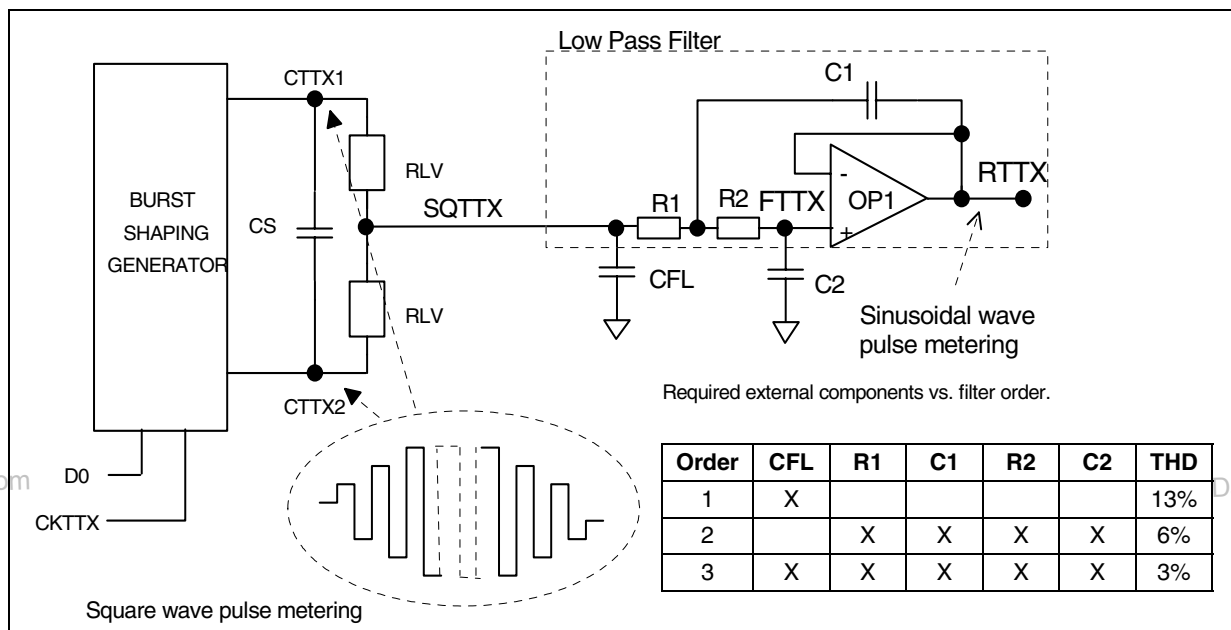 Low Pass Filter
C1
CTTX1
RLV
BURST
SHAPING
GENERATOR
CS
SQTTX
R1
R2
FTTX
-
+
OP1
RTTX
CFL
C2
RLV
Sinusoidal wave
pulse metering
CTTX2
Required external components vs. filter order.
D0
CKTTX
Order CFL R1 C1 R2 C2 THD
1 X 13%
2 X X X X 6%
3 X X X X X 3%
Square wave pulse metering
om
D